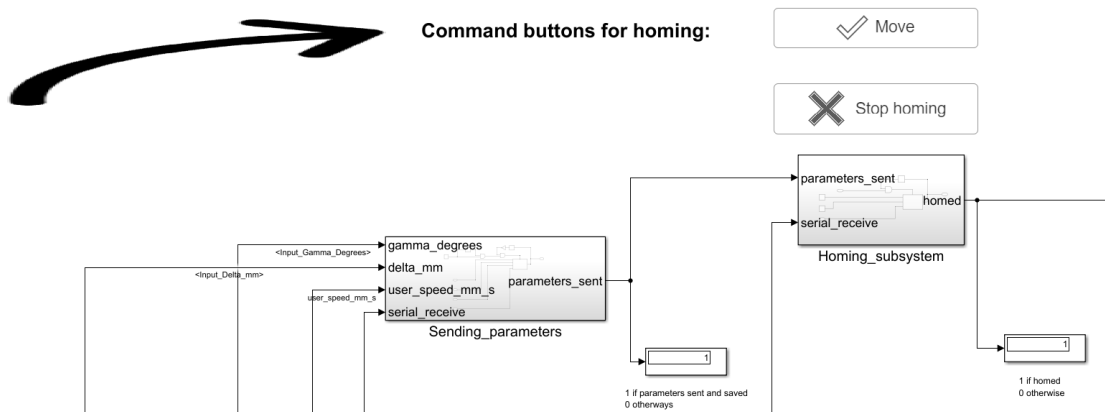 Command buttons for homing:
Move
Stop homing
parameters_sent
homed
serial_receive
Homing_subsystem
<Input_Gamma_Degrees>
gamma_degrees
<Input_Delta_mm>
delta_mm
parameters_sent
user_speed_mm_s
user_speed_mm_s
serial_receive
Sending_parameters
1
1 if parameters sent and saved
0 otherways
1
1 if homed
0 otherwise